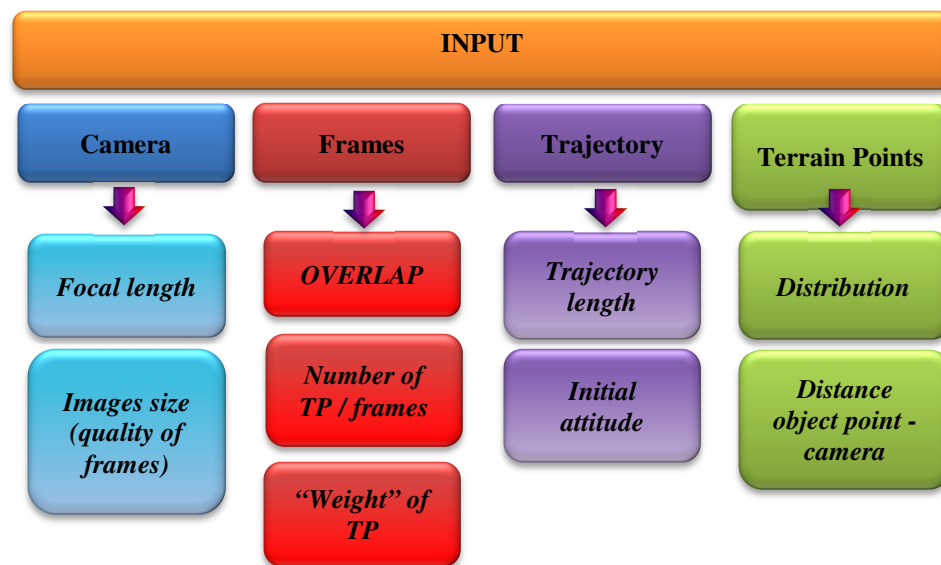 INPUT
Camera
Focal length
Images size
(quality of
frames)
Frames
OVERLAP
Number of
TP / frames
“Weight” of
TP
Trajectory
Trajectory
length
Initial
attitude
Terrain Points
Distribution
Distance
object point -
camera